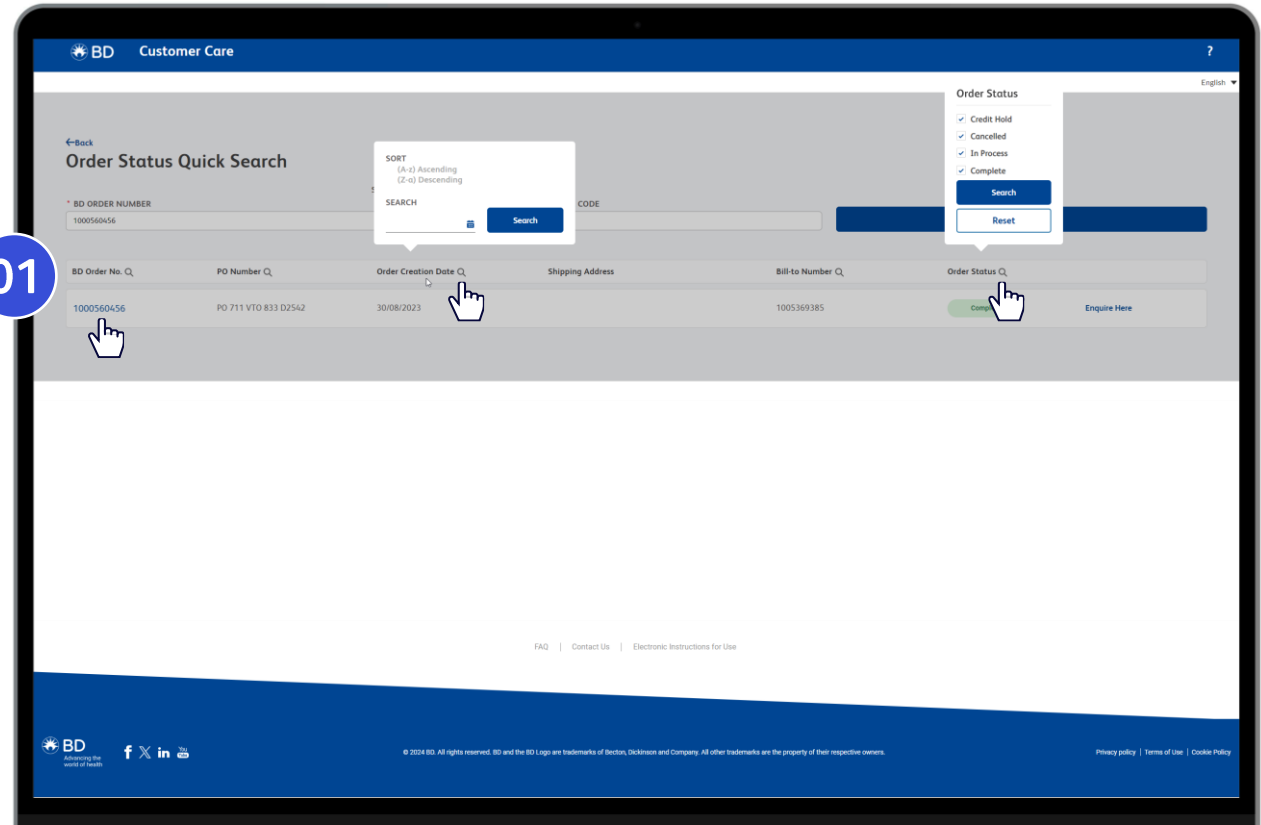 BD Customer Care ?
English
Order Status
Credit Hold
Cancelled
In Process
Complete
Search
Reset
←Back
Order Status Quick Search
SORT
(A-z) Ascending
(Z-a) Descending
SEARCH
Search
* BD ORDER NUMBER
CODE
1000560456
01
BD Order No. PO Number Order Creation Date Shipping Address Bill-to Number Order Status
1000560456 PO 711 VTO 833 D2542 30/08/2023 1005369385 Enquire Here
FAQ | Contact Us | Electronic Instructions for Use
BD
Advancing the
world of health
f X in You Tube
© 2024 BD. All rights reserved. BD and the BD Logo are trademarks of Becton, Dickinson and Company. All other trademarks are the property of their respective owners.
Privacy policy | Terms of Use | Cookie Policy